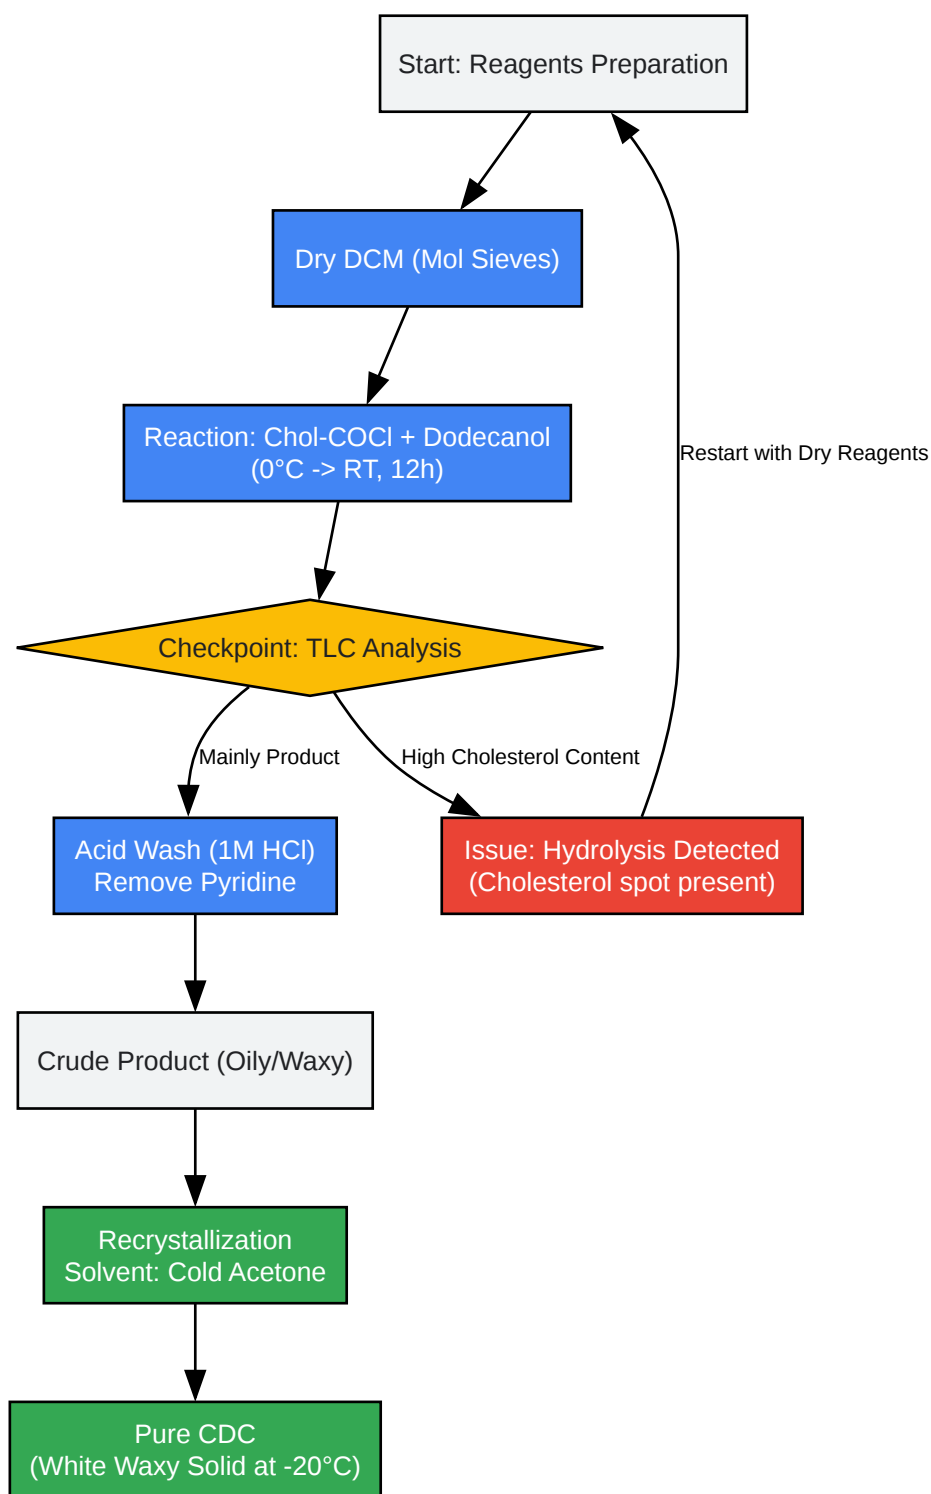 Start: Reagents Preparation
Dry DCM (Mol Sieves)
Reaction: Chol-COCl + Dodecanol
(0°C -> RT, 12h)
Restart with Dry Reagents
Checkpoint: TLC Analysis
Mainly Product
High Cholesterol Content
Acid Wash (1M HCl)
Remove Pyridine
Issue: Hydrolysis Detected
(Cholesterol spot present)
Crude Product (Oily/Waxy)
Recrystallization
Solvent: Cold Acetone
Pure CDC
(White Waxy Solid at -20°C)